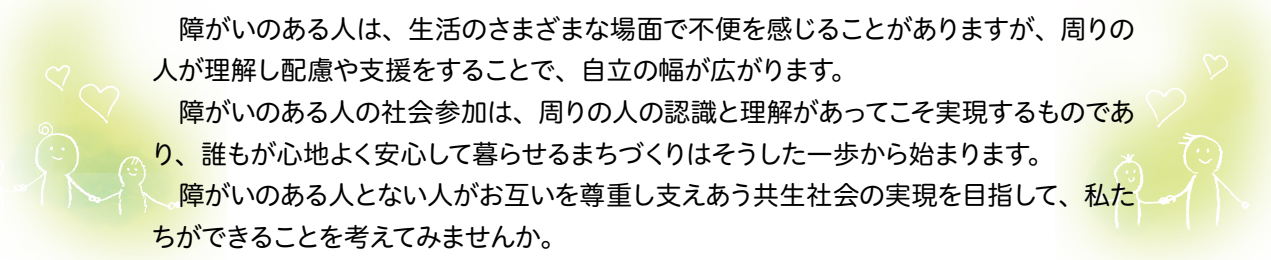 障がいのある人は、生活のさまざまな場面で不便を感じることがありますが、周りの
人が理解し配慮や支援をすることで、自立の幅が広がります。
　障がいのある人の社会参加は、周りの人の認識と理解があってこそ実現するものであ
り、誰もが心地よく安心して暮らせるまちづくりはそうした一歩から始まります。
　障がいのある人とない人がお互いを尊重し支えあう共生社会の実現を目指して、私た
ちができることを考えてみませんか。